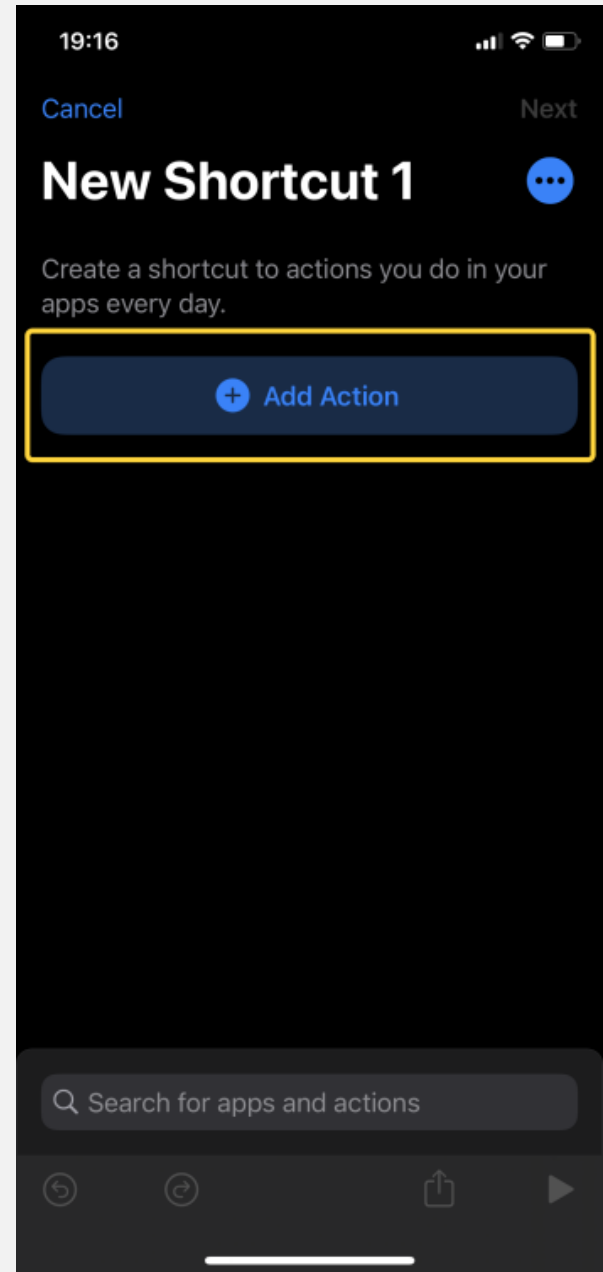 19:16
Cancel
Next
New Shortcut 1
Create a shortcut to actions you do in your
apps every day.
Add Action
Search for apps and actions